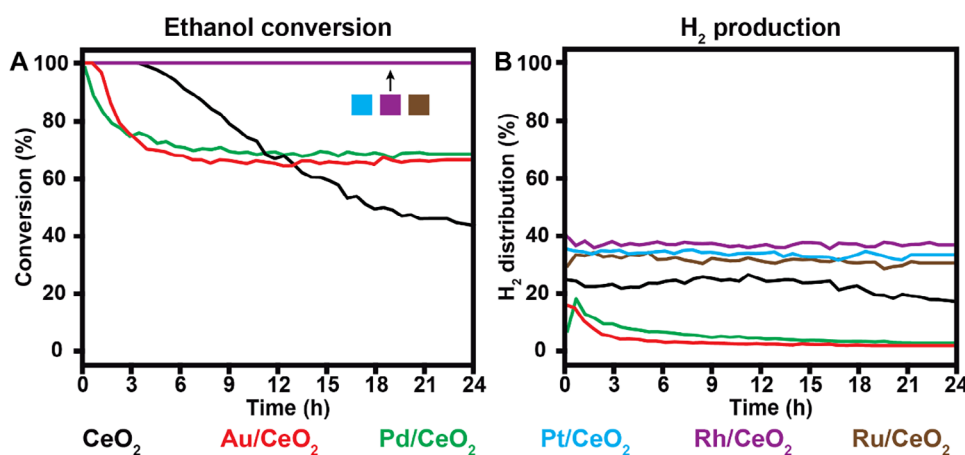 Ethanol conversion
H₂ production
A
B
100
80
60
40
20
0
Conversion (%)
0 3 6 9 12 15 18 21 24
Time (h)
100
80
60
40
20
0
H₂ distribution (%)
0 3 6 9 12 15 18 21 24
Time (h)
CeO₂ Au/CeO₂ Pd/CeO₂ Pt/CeO₂ Rh/CeO₂ Ru/CeO₂